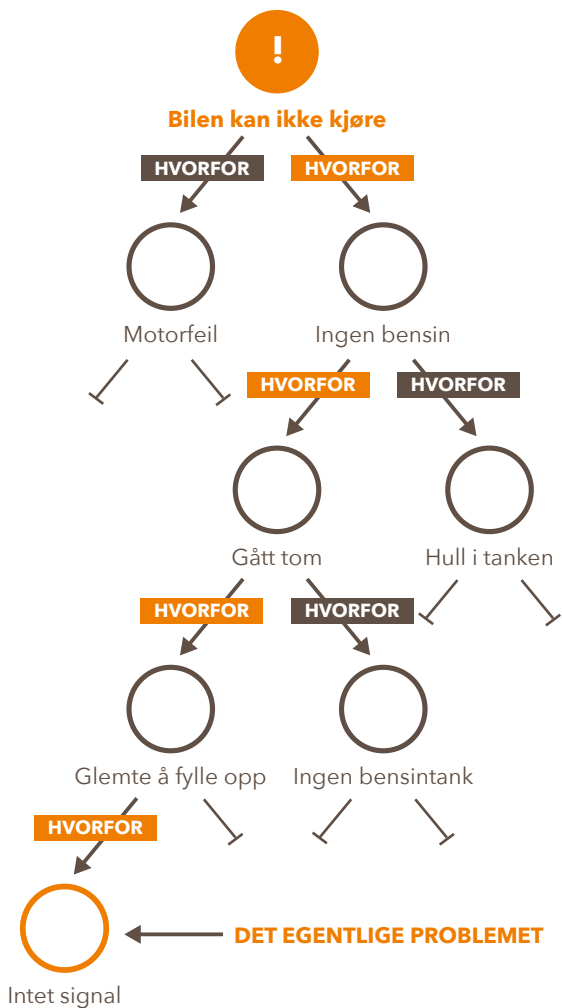 !
Bilen kan ikke kjøre
HVORFOR HVORFOR
Motorfeil Ingen bensin
HVORFOR HVORFOR
Gått tom Hull i tanken
HVORFOR HVORFOR
Glemte å fylle opp Ingen bensintank
HVORFOR
DET EGENTLIGE PROBLEMET
Intet signal